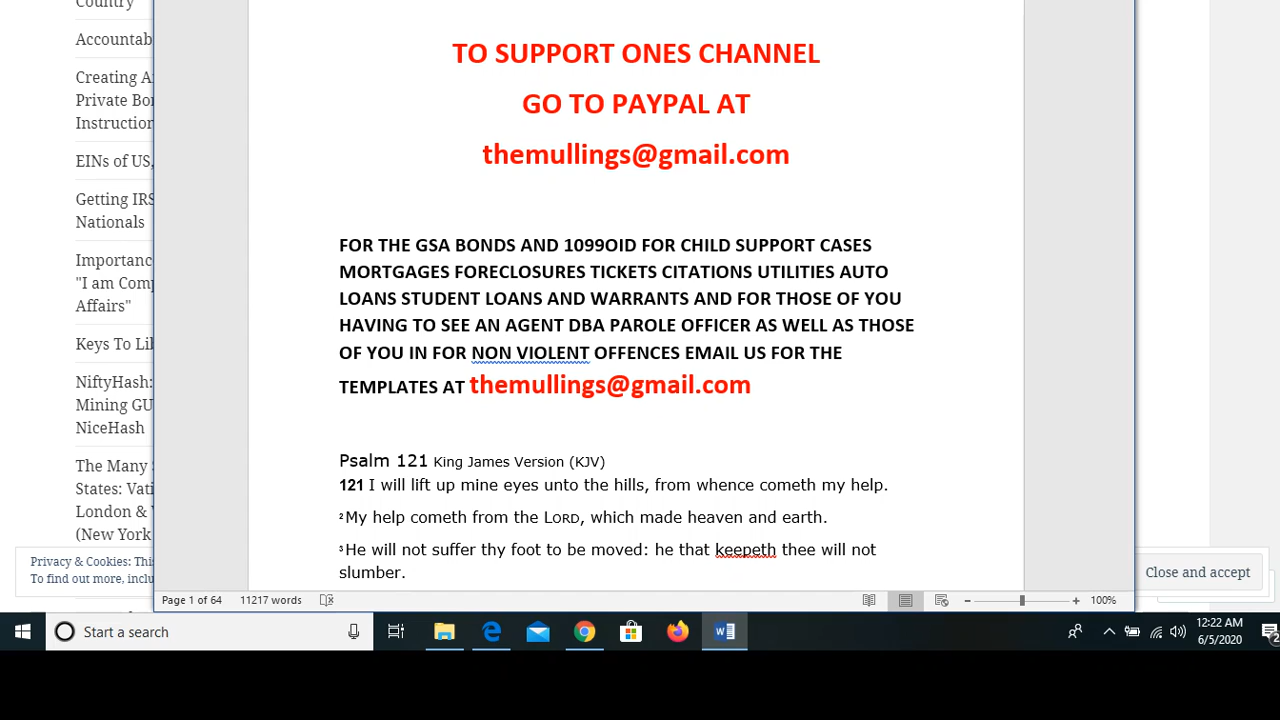 Country
Accountab
Creating A
Private Bo
Instruction
EINs of US,
Getting IRS
Nationals
Importanc
"I am Comp
Affairs"
Keys To Li
NiftyHash:
Mining GU
NiceHash
The Many
States: Vati
London &
(New York
Privacy & Cookies: This
To find out more, inclu
TO SUPPORT ONES CHANNEL
GO TO PAYPAL AT
themullings@gmail.com
FOR THE GSA BONDS AND 1099OID FOR CHILD SUPPORT CASES
MORTGAGES FORECLOSURES TICKETS CITATIONS UTILITIES AUTO
LOANS STUDENT LOANS AND WARRANTS AND FOR THOSE OF YOU
HAVING TO SEE AN AGENT DBA PAROLE OFFICER AS WELL AS THOSE
OF YOU IN FOR NON VIOLENT OFFENCES EMAIL US FOR THE
TEMPLATES AT themullings@gmail.com
Psalm 121 King James Version (KJV)
121 I will lift up mine eyes unto the hills, from whence cometh my help.
2 My help cometh from the LORD, which made heaven and earth.
3 He will not suffer thy foot to be moved: he that keepeth thee will not
slumber.
Close and accept
Page 1 of 64 11217 words 100%
Start a search
12:22 AM
6/5/2020
2